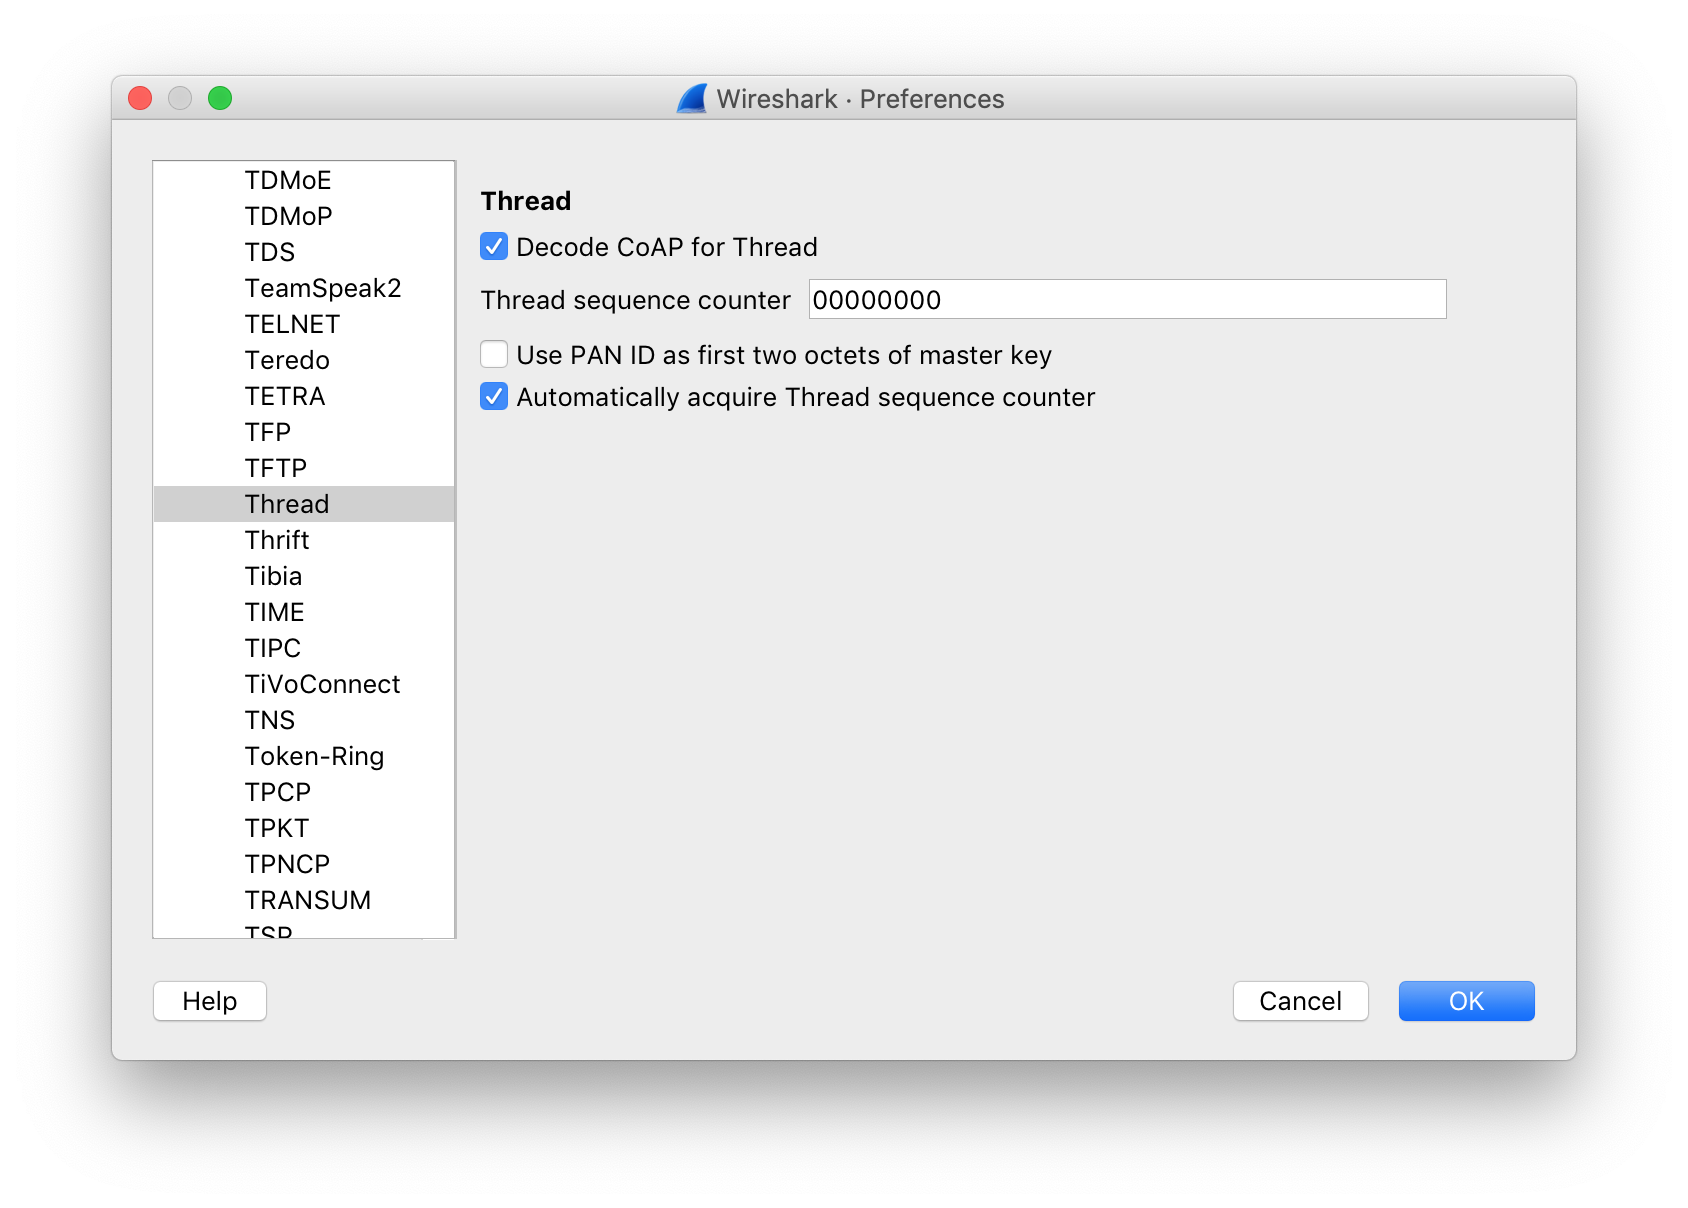 Wireshark · Preferences
TDMoE
TDMoP
TDS
TeamSpeak2
TELNET
Teredo
TETRA
TFP
TFTP
Thread
Thrift
Tibia
TIME
TIPC
TiVoConnect
TNS
Token-Ring
TPCP
TPKT
TPNCP
TRANSUM
TSP
Thread
Decode CoAP for Thread
Thread sequence counter 00000000
Use PAN ID as first two octets of master key
Automatically acquire Thread sequence counter
Help
Cancel
OK